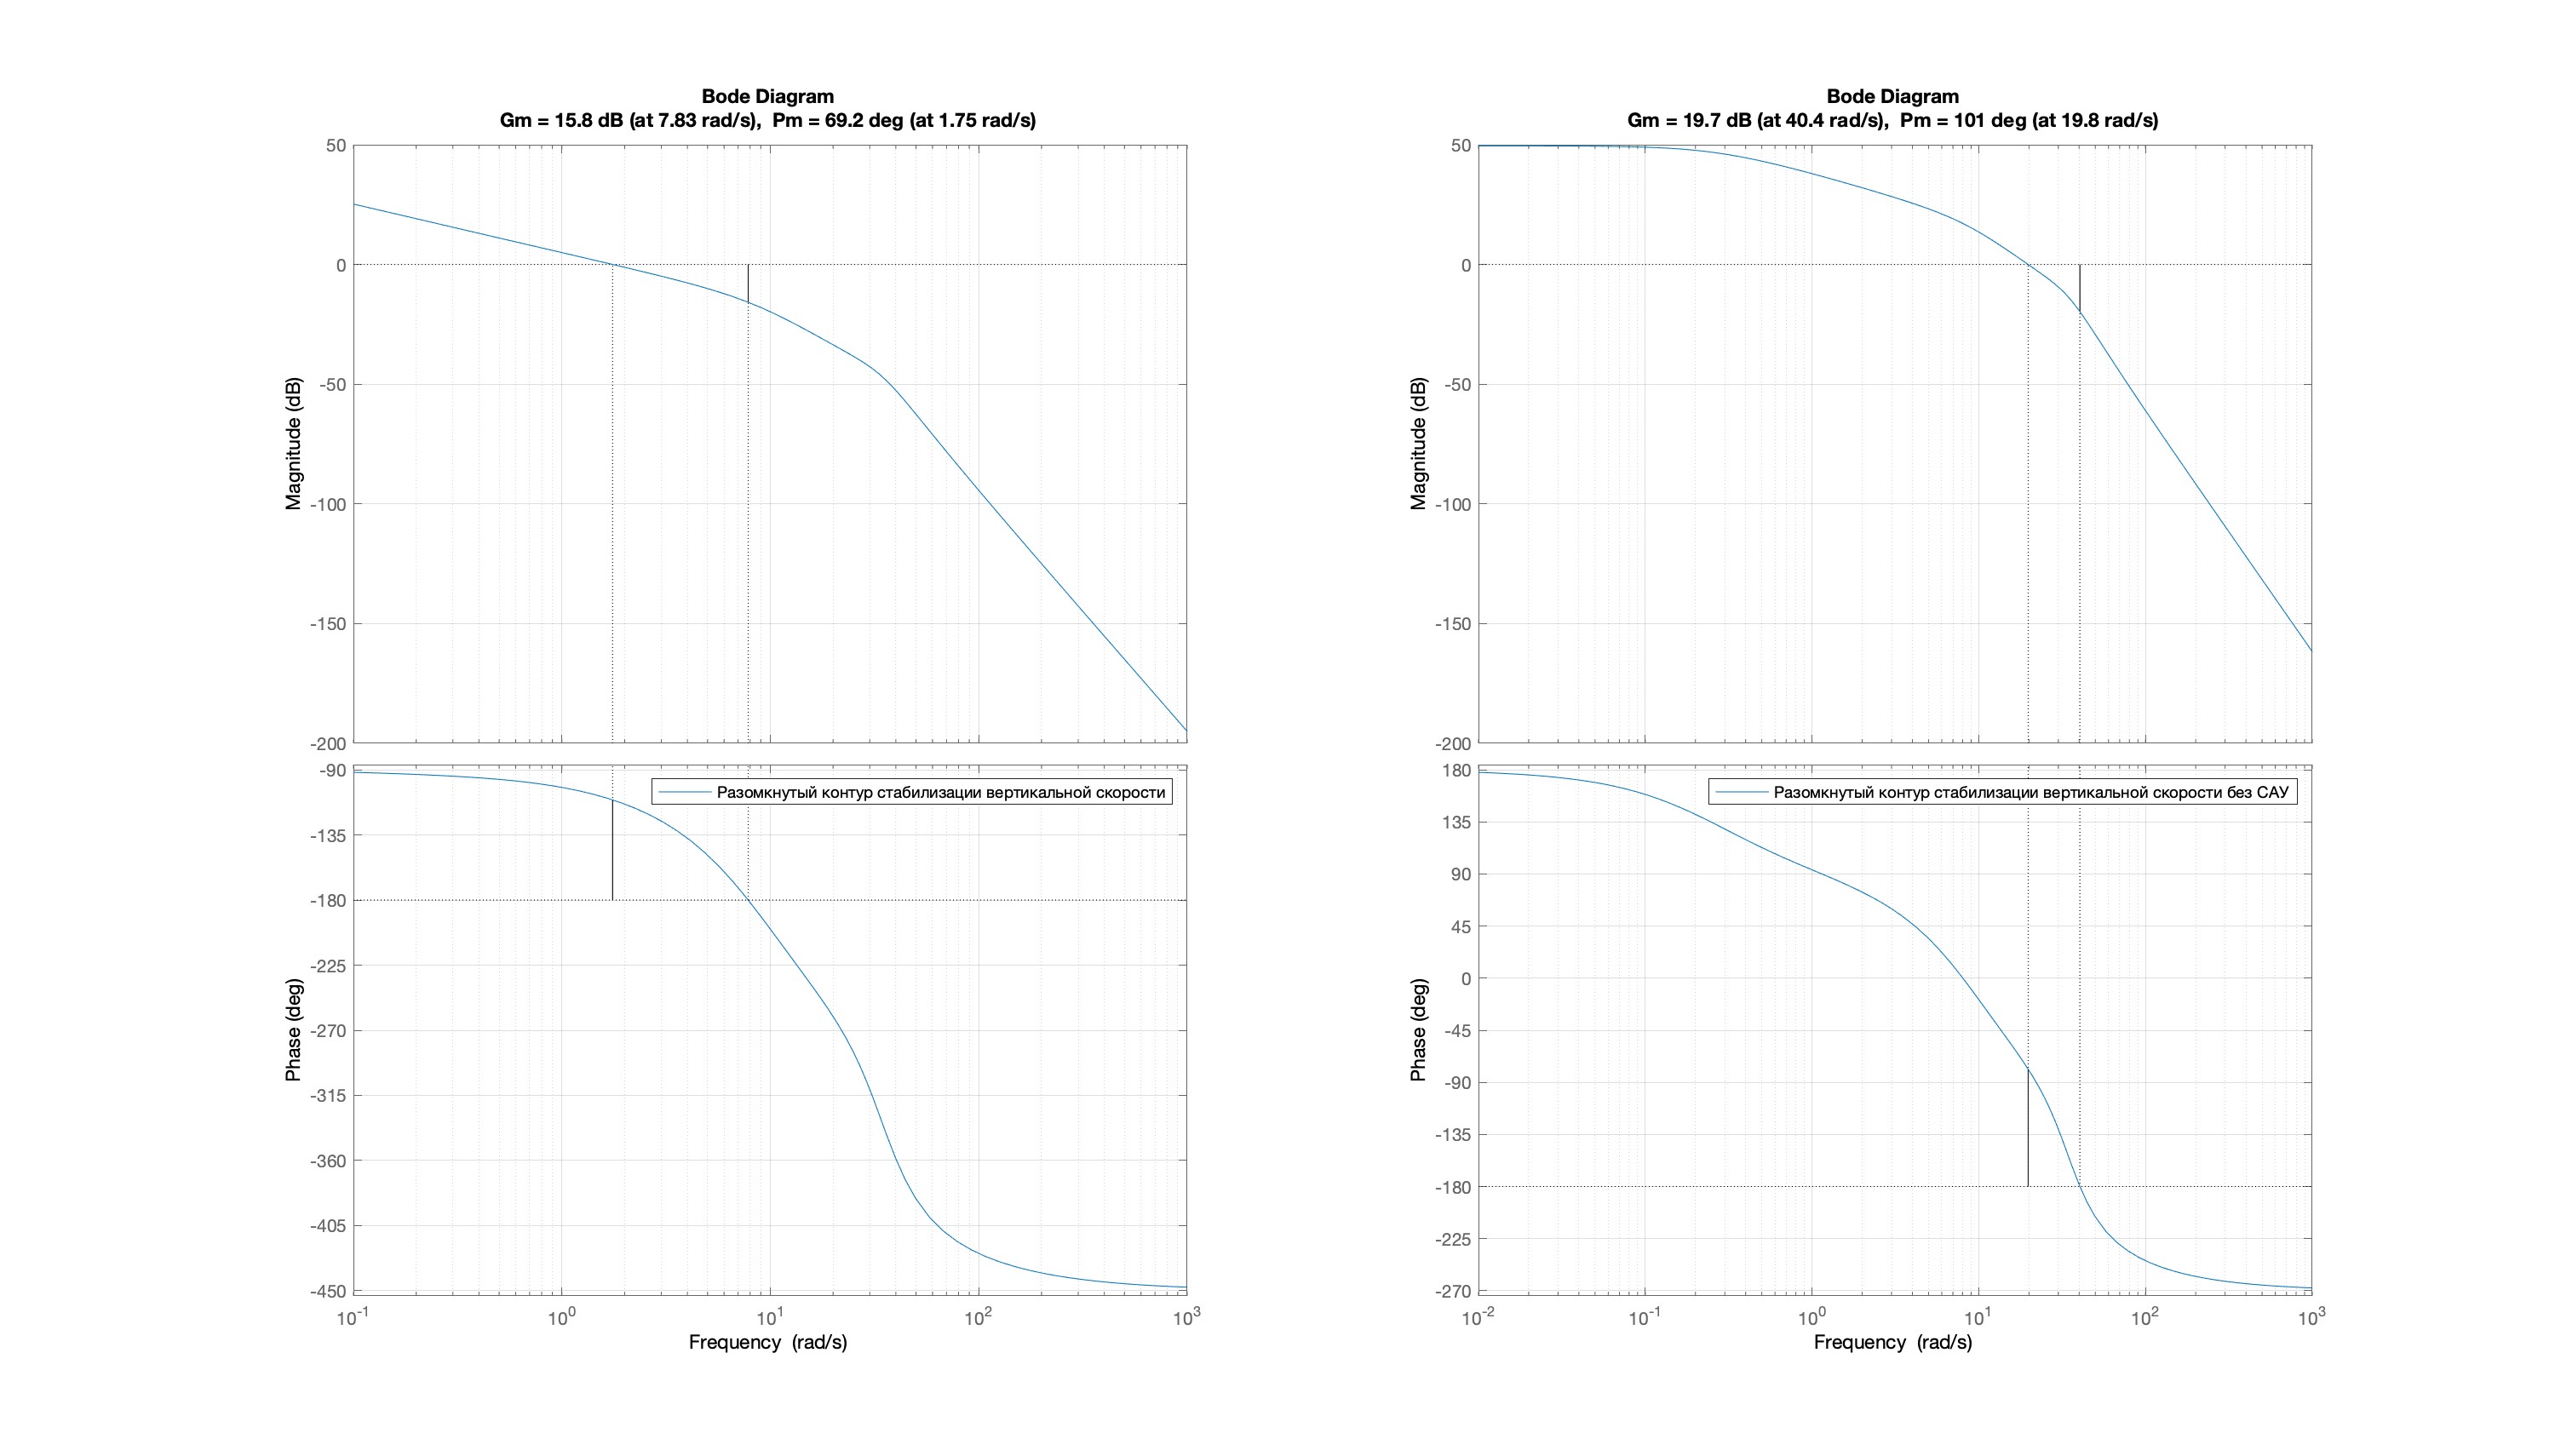 Bode Diagram
Gm = 15.8 dB (at 7.83 rad/s),  Pm = 69.2 deg (at 1.75 rad/s)
50
0
-50
-100
-150
-200
Magnitude (dB)
-90
-135
-180
-225
-270
-315
-360
-405
-450
Phase (deg)
Разомкнутый контур стабилизации вертикальной скорости
10⁻¹ 10⁰ 10¹ 10² 10³
Frequency  (rad/s)
Bode Diagram
Gm = 19.7 dB (at 40.4 rad/s),  Pm = 101 deg (at 19.8 rad/s)
50
0
-50
-100
-150
-200
Magnitude (dB)
180
135
90
45
0
-45
-90
-135
-180
-225
-270
Phase (deg)
Разомкнутый контур стабилизации вертикальной скорости без САУ
10⁻² 10⁻¹ 10⁰ 10¹ 10² 10³
Frequency  (rad/s)